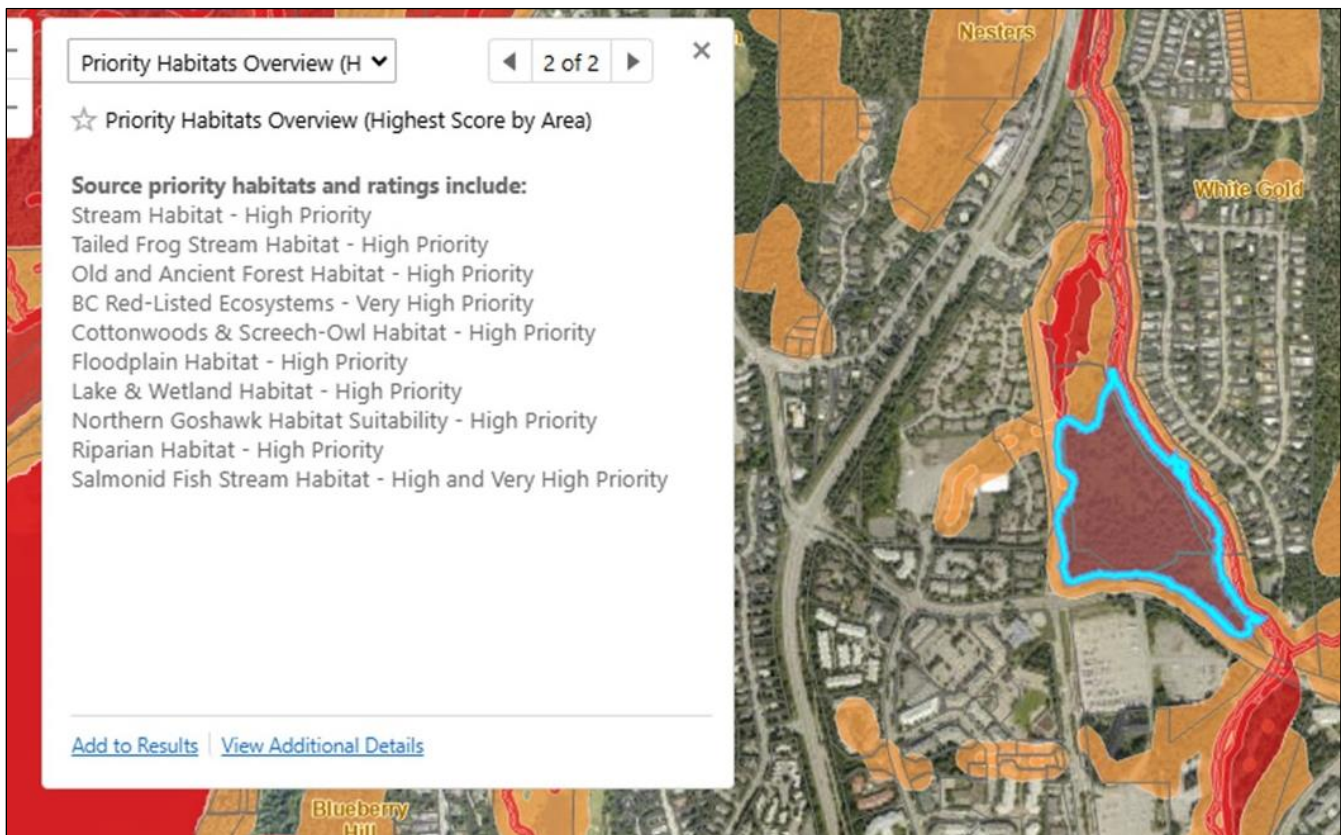 Priority Habitats Overview (H
2 of 2
Priority Habitats Overview (Highest Score by Area)
Source priority habitats and ratings include:
Stream Habitat - High Priority
Tailed Frog Stream Habitat - High Priority
Old and Ancient Forest Habitat - High Priority
BC Red-Listed Ecosystems - Very High Priority
Cottonwoods & Screech-Owl Habitat - High Priority
Floodplain Habitat - High Priority
Lake & Wetland Habitat - High Priority
Northern Goshawk Habitat Suitability - High Priority
Riparian Habitat - High Priority
Salmonid Fish Stream Habitat - High and Very High Priority
Add to Results
View Additional Details
Nesters
White Gold
Blueberry
Hill